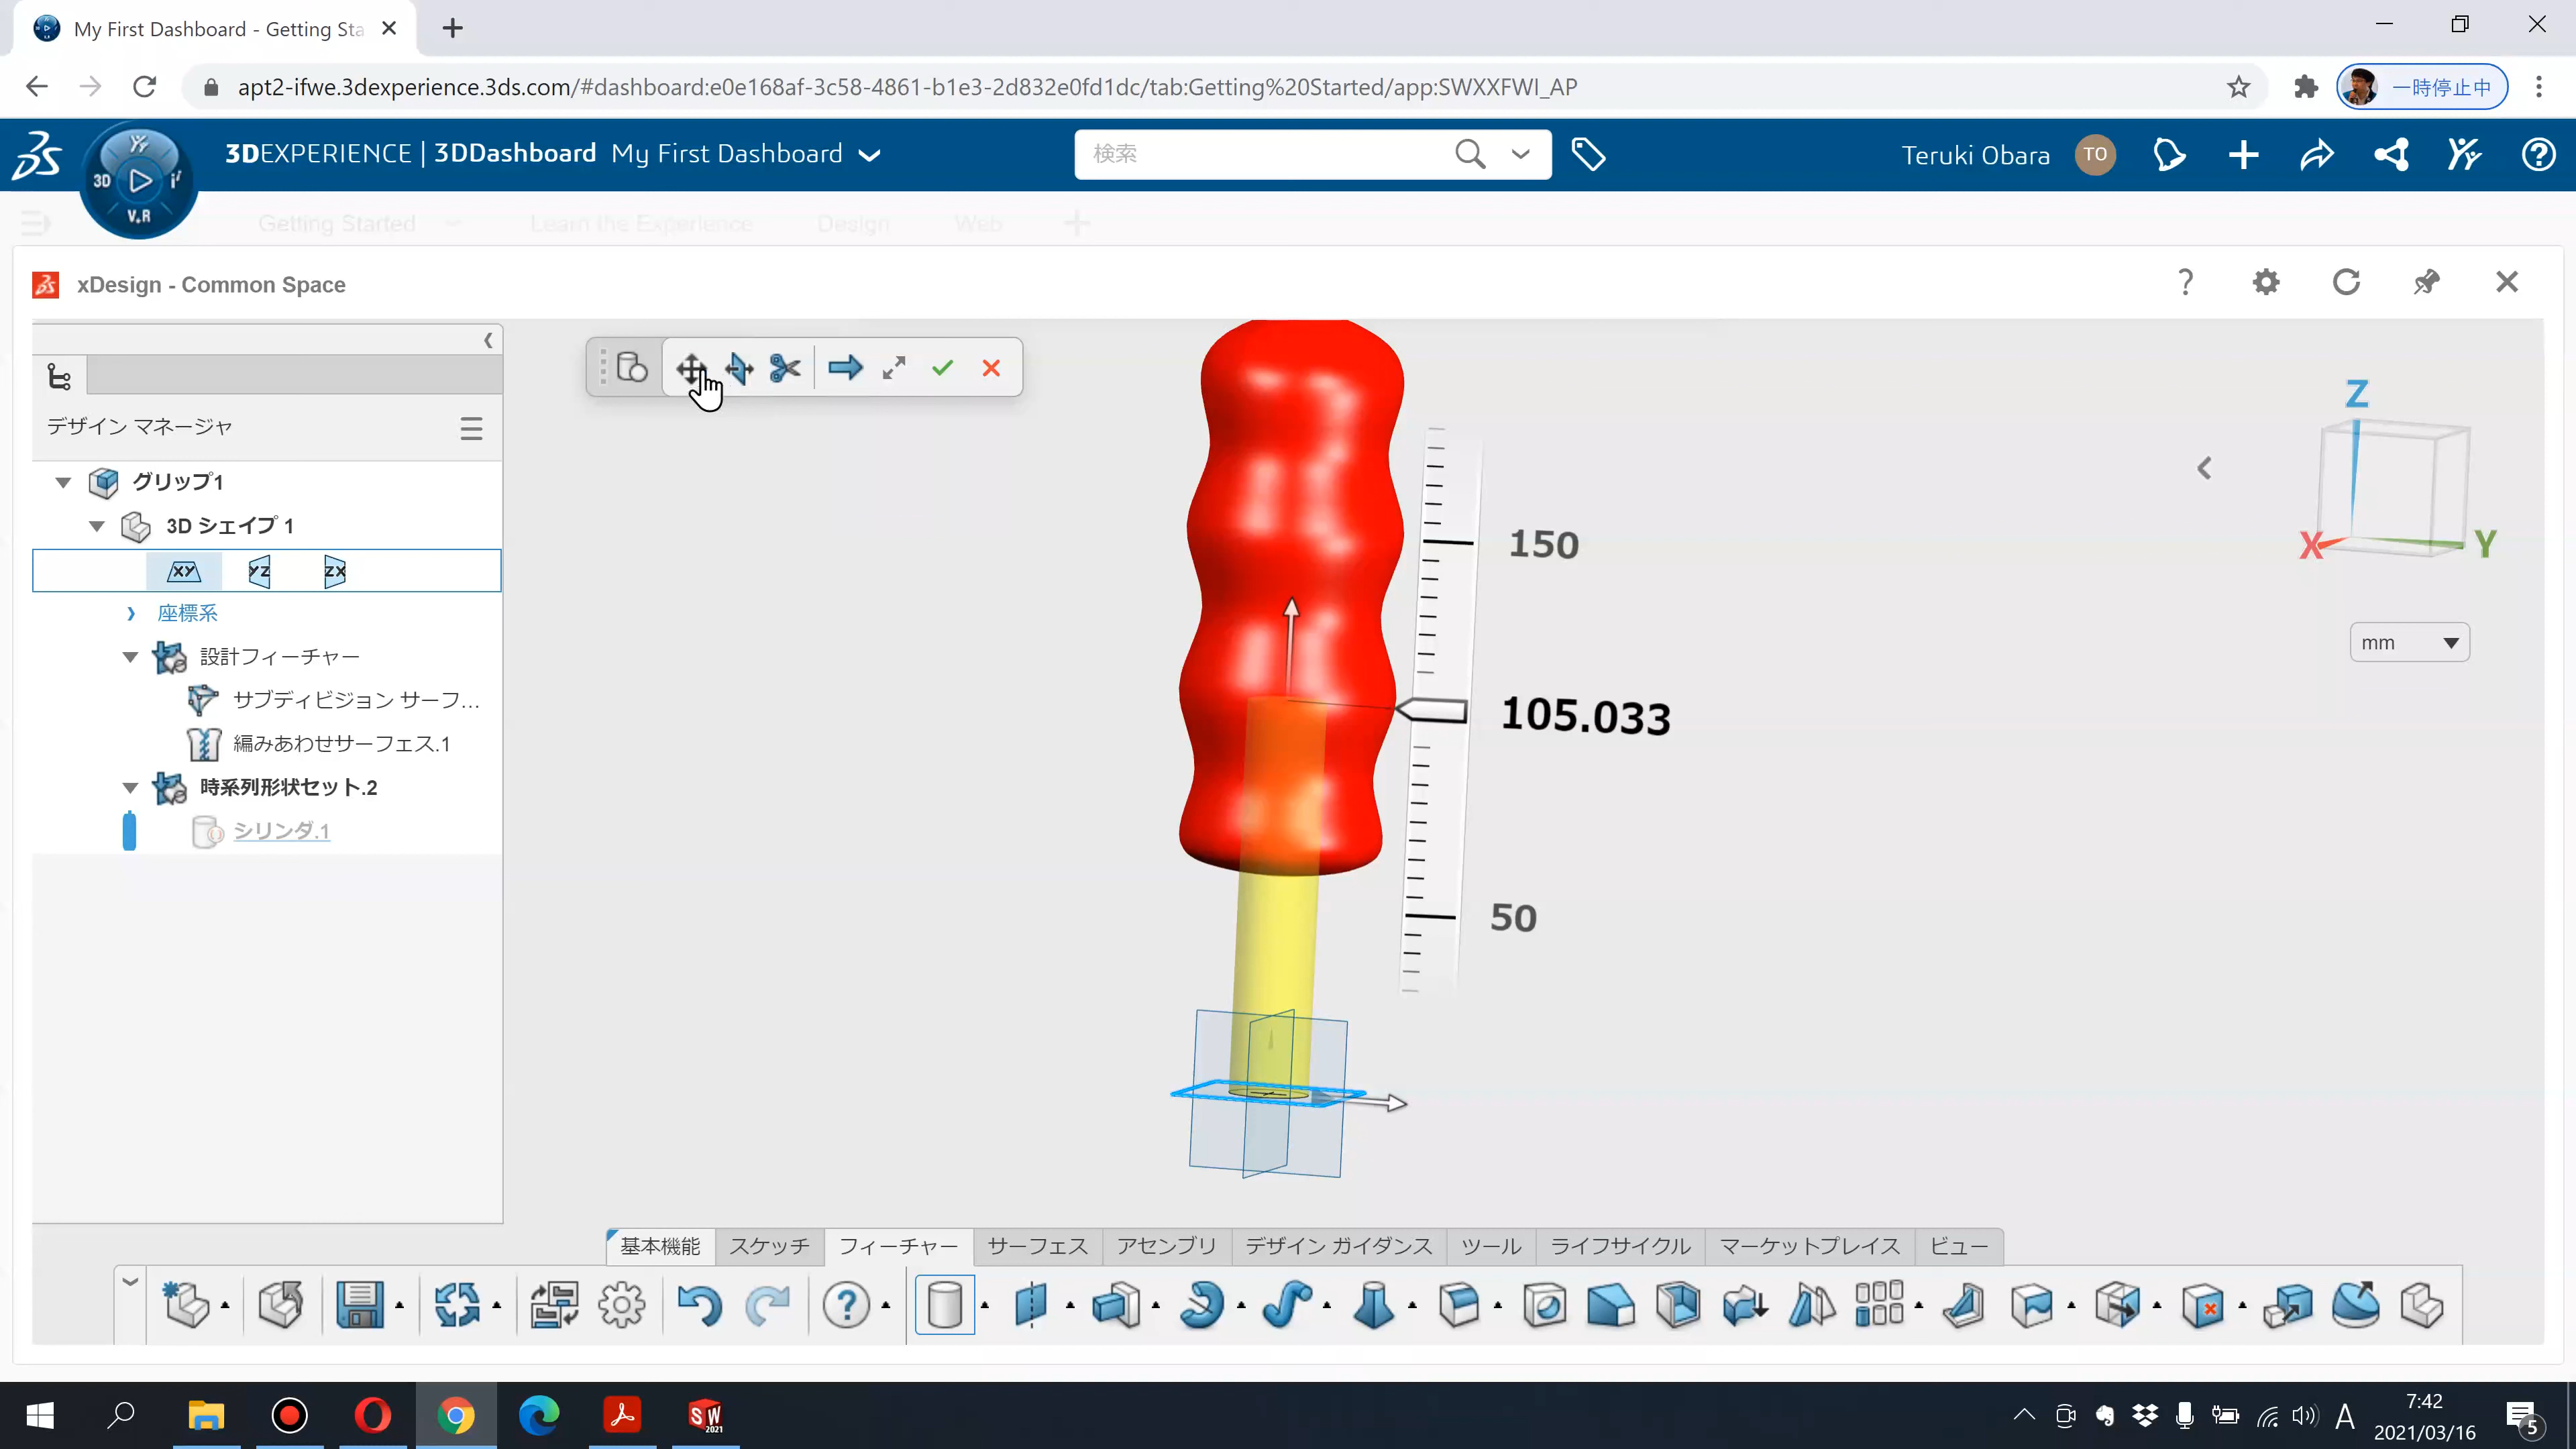 My First Dashboard - Getting Sta
apt2-ifwe.3dexperience.3ds.com/#dashboard:e0e168af-3c58-4861-b1e3-2d832e0fd1dc/tab:Getting%20Started/app:SWXXFWI_AP
一時停止中
3D
V.R
3DEXPERIENCE | 3DDashboard My First Dashboard
検索
Teruki Obara
TO
Getting Started
Learn the Experience
Design
Web
xDesign - Common Space
デザイン マネージャ
グリップ1
3D シェイプ 1
XY
YZ
ZX
座標系
設計フィーチャー
サブディビジョン サーフ...
編みあわせサーフェス.1
時系列形状セット.2
シリンダ.1
150
105.033
50
Z
X
Y
mm
基本機能
スケッチ
フィーチャー
サーフェス
アセンブリ
デザイン ガイダンス
ツール
ライフサイクル
マーケットプレイス
ビュー
SW
2021
A
7:42
2021/03/16
5